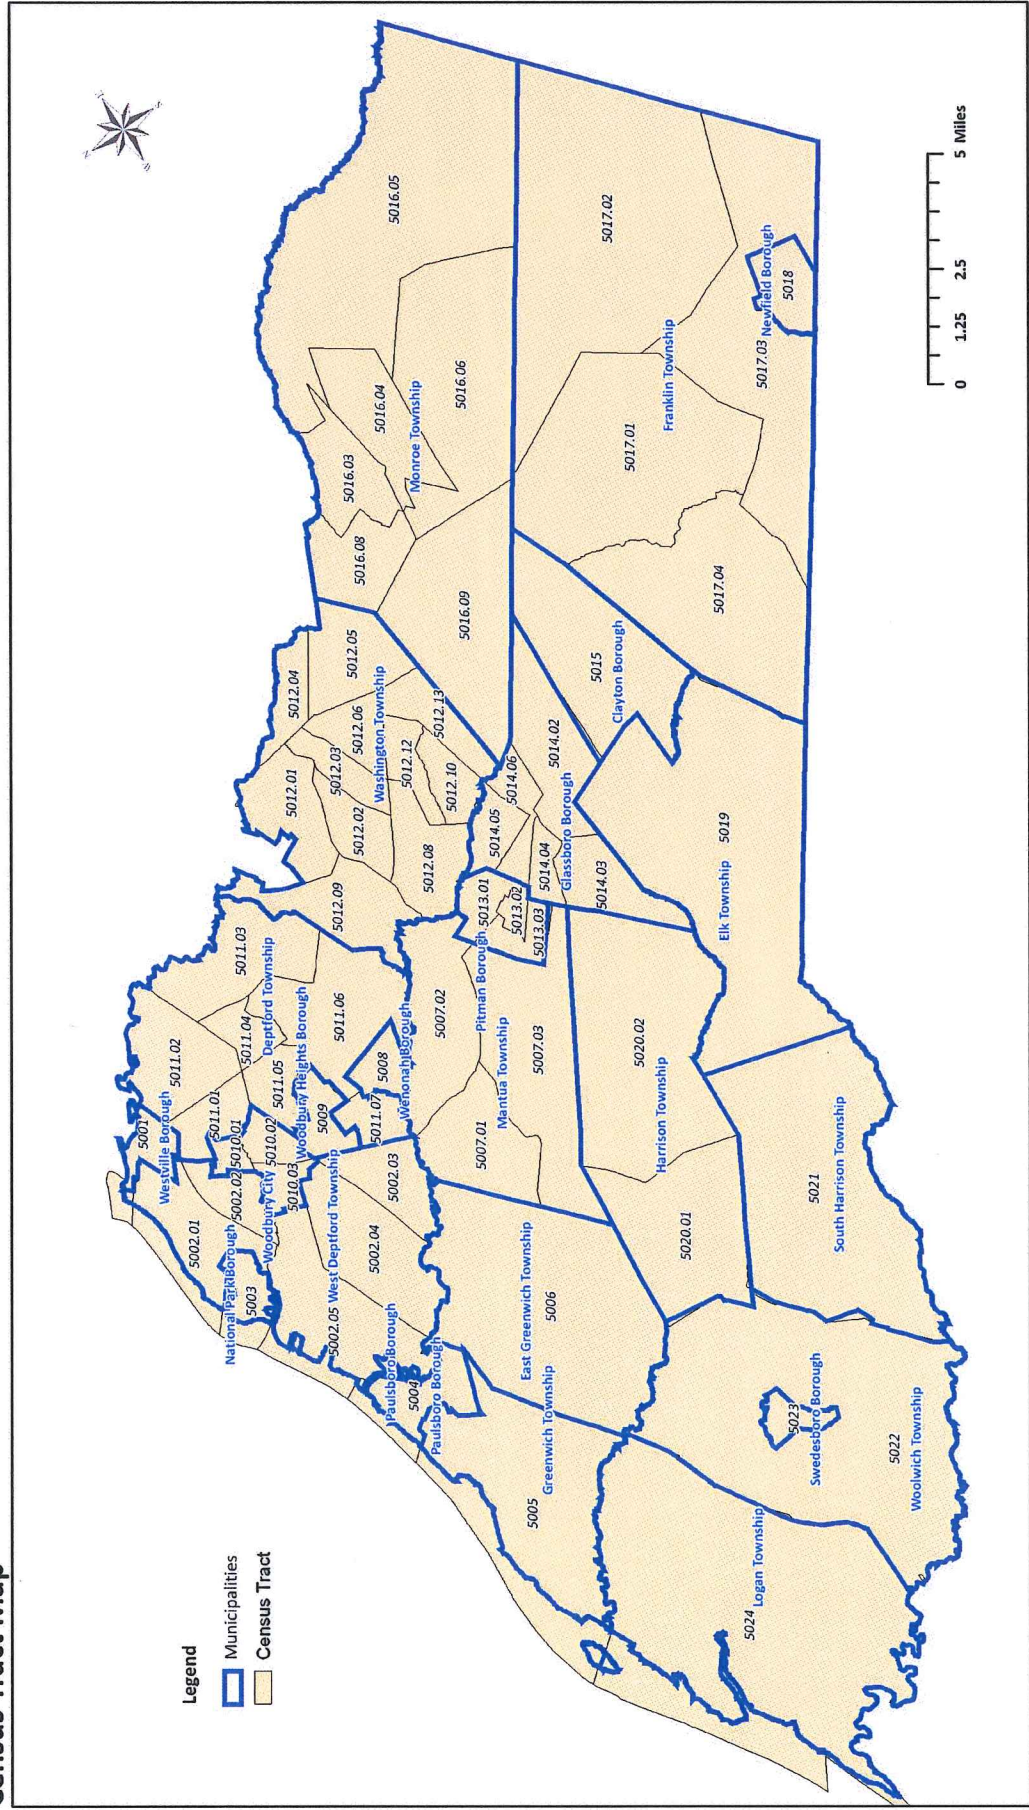 Census Tract Map
Legend
Municipalities
Census Tract
0 1.25 2.5 5 Miles
5001
Westville Borough
5002.01
5002.02
5010.01
5011.01
5011.02
5011.03
5011.04
Deptford Township
5011.05
5010.02
Woodbury City
5010.03
Woodbury Heights Borough
5009
5011.06
National Park Borough
5003
5002.05
West Deptford Township
5002.04
5002.03
5011.07
5008
Wenonah Borough
Paulsboro Borough
5004
Paulsboro Borough
5005
Greenwich Township
East Greenwich Township
5006
5007.01
Mantua Township
5007.02
5007.03
Pitman Borough
5013.01
5013.02
5013.03
5012.09
5012.01
5012.02
5012.03
5012.04
5012.05
5012.06
Washington Township
5012.08
5012.10
5012.12
5012.13
5014.05
5014.06
5014.04
Glassboro Borough
5014.02
5014.03
5015
Clayton Borough
5016.08
5016.03
5016.04
Monroe Township
5016.09
5016.06
5016.05
5017.02
5017.01
Franklin Township
5017.03
Newfield Borough
5018
5017.04
5019
Elk Township
5020.02
Harrison Township
5020.01
5021
South Harrison Township
5023
Swedesboro Borough
5022
Woolwich Township
Logan Township
5024